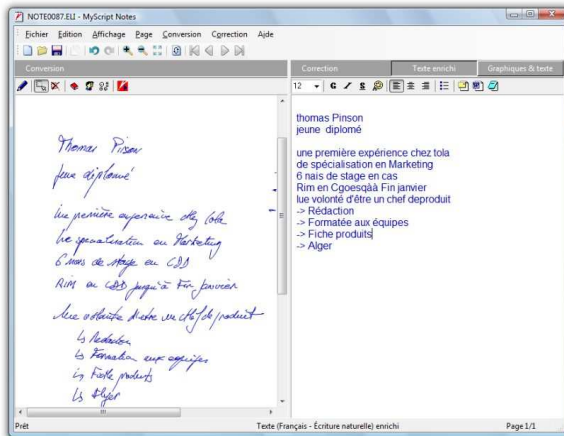 NOTE0087.ELI - MyScript Notes
Fichier Edition Affichage Page Conversion Correction Aide
Conversion
Correction Texte enrichi Graphiques & texte
12 G I S
Thomas Pinson
jeune diplômé
Une première expérience chez
Une spécialisation en Marketing
6 mois de stage en CDD
RIM en CDD jusqu'à Fin Janvier
Une volonté d'être un chef de produit
↳ Rédaction
↳ Formation aux équipes
↳ Fiche produits
↳ Alger
thomas Pinson
jeune diplomé
une première expérience chez tola
de spécialisation en Marketing
6 nais de stage en cas
Rim en Cgoesqàà Fin janvier
lue volonté d'être un chef deproduit
-> Rédaction
-> Formatée aux équipes
-> Fiche produits
-> Alger
Prêt
Texte (Français - Écriture naturelle) enrichi
Page 1/1